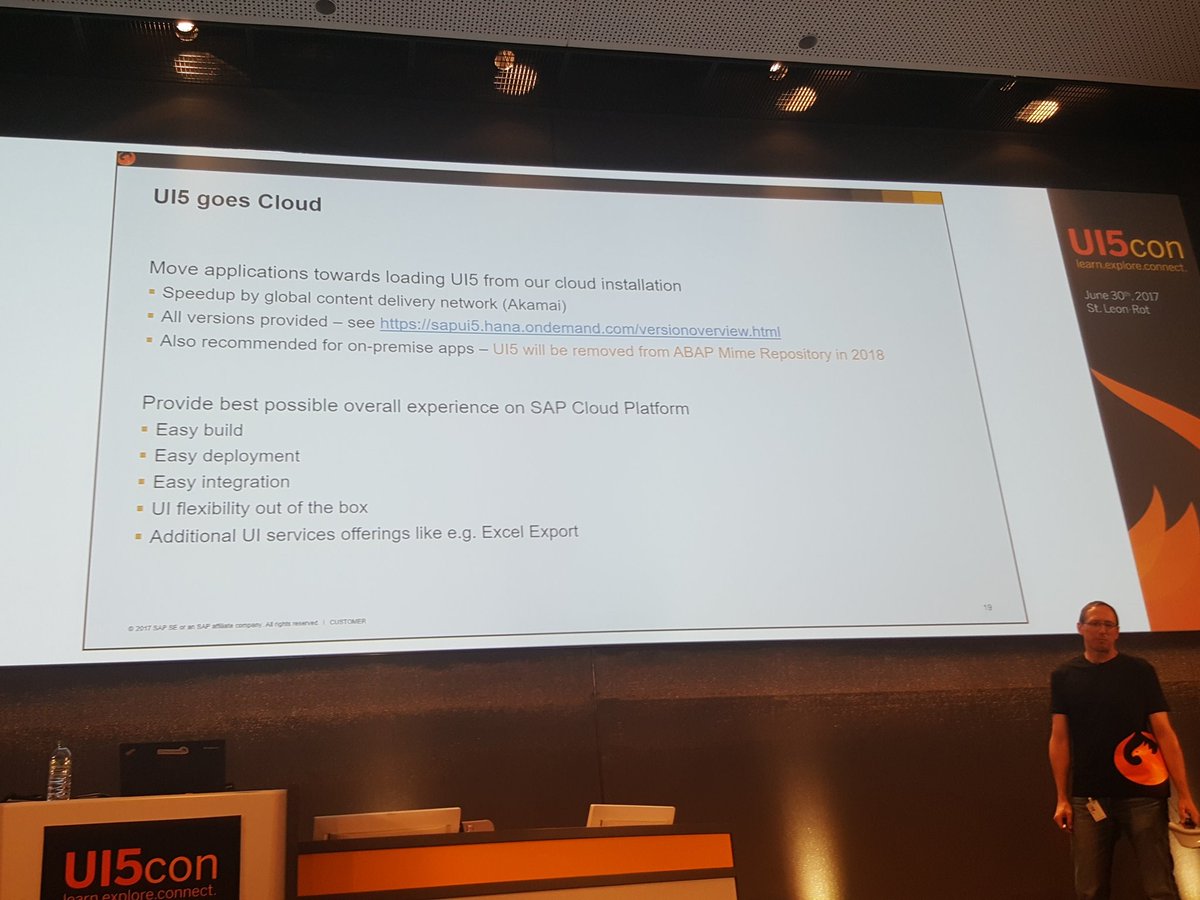 UI5 goes Cloud
Move applications towards loading UI5 from our cloud installation
▪ Speedup by global content delivery network (Akamai)
▪ All versions provided – see https://sapui5.hana.ondemand.com/versionoverview.html
▪ Also recommended for on-premise apps – UI5 will be removed from ABAP Mime Repository in 2018
Provide best possible overall experience on SAP Cloud Platform
▪ Easy build
▪ Easy deployment
▪ Easy integration
▪ UI flexibility out of the box
▪ Additional UI services offerings like e.g. Excel Export
© 2017 SAP SE or an SAP affiliate company. All rights reserved. | CUSTOMER
19
UI5con
learn.explore.connect.
June 30th, 2017
St. Leon-Rot
UI5con
learn.explore.connect.